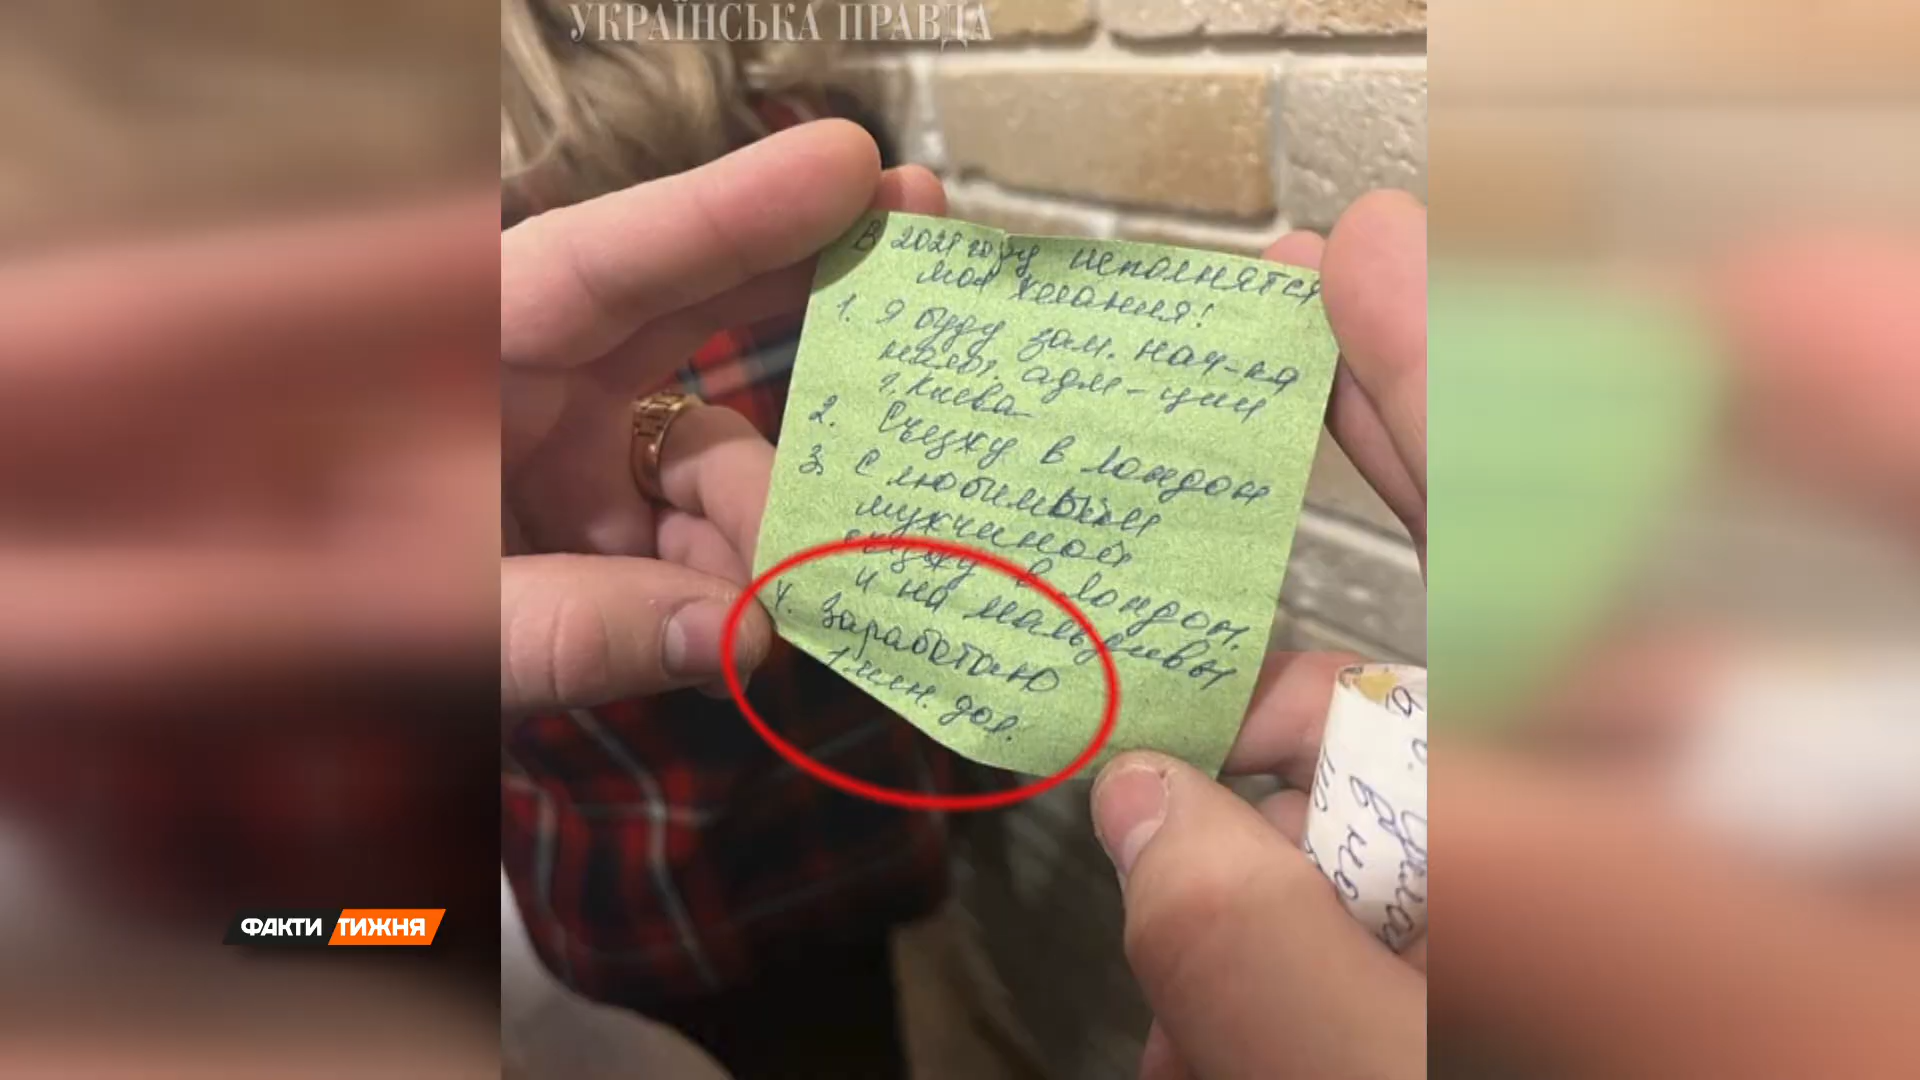 УКРАЇНСЬКА ПРАВДА
В 2021 году исполнятся
мои желания!
1. Я буду зам. нач-ка
налог. адм-ции
г. Киева
2. Съезжу в Лондон
3. С любимым
мужчиной
съезжу в Лондон.
и на Мальдивы
4. Заработаю
1 млн. дол.
ФАКТИ ТИЖНЯ